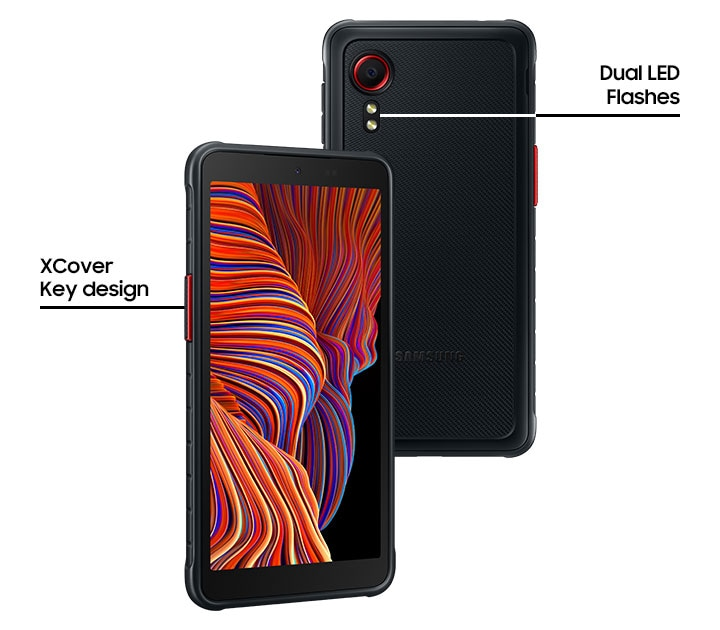 Dual LED
Flashes
XCover
Key design
SAMSUNG